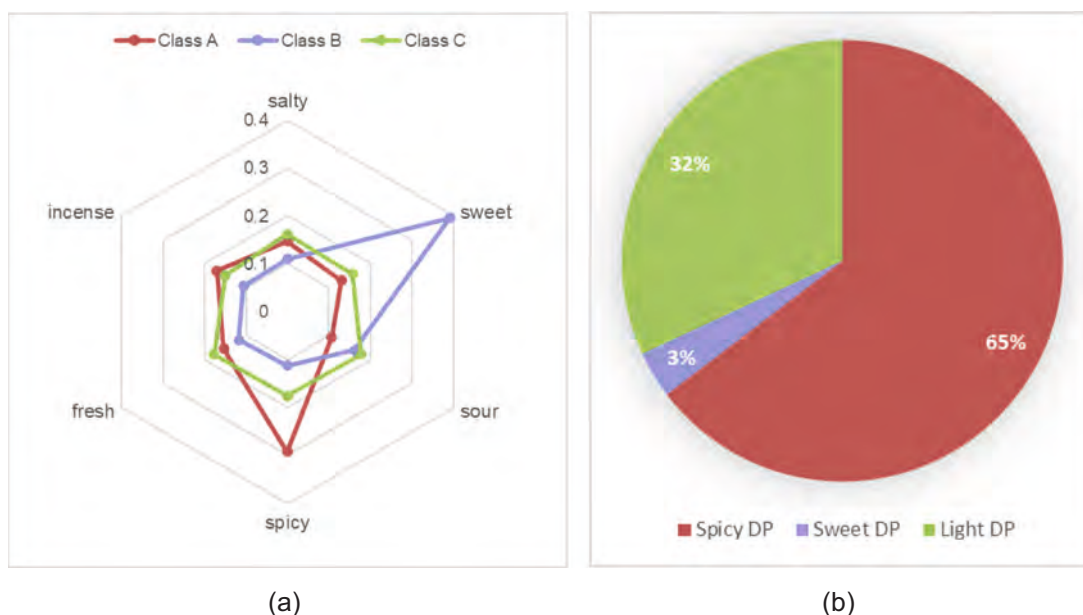 Class A Class B Class C
salty
0.4
0.3
0.2
0.1
0
incense
sweet
fresh
sour
spicy
(a)
32%
3%
65%
Spicy DP Sweet DP Light DP
(b)